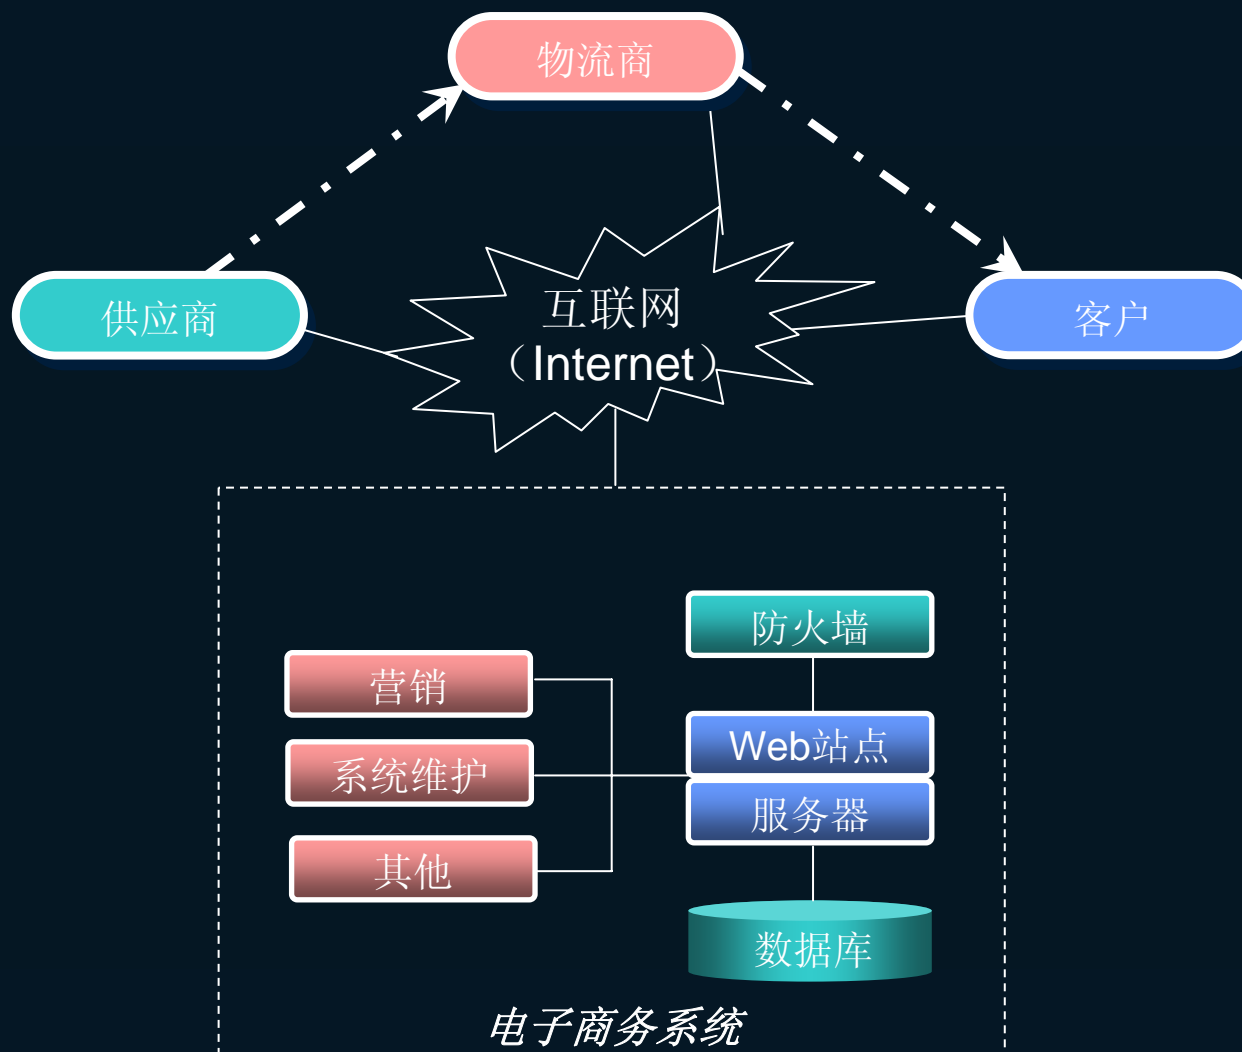 物流商
供应商
互联网
（Internet）
客户
防火墙
营销
Web站点
系统维护
服务器
其他
数据库
电子商务系统